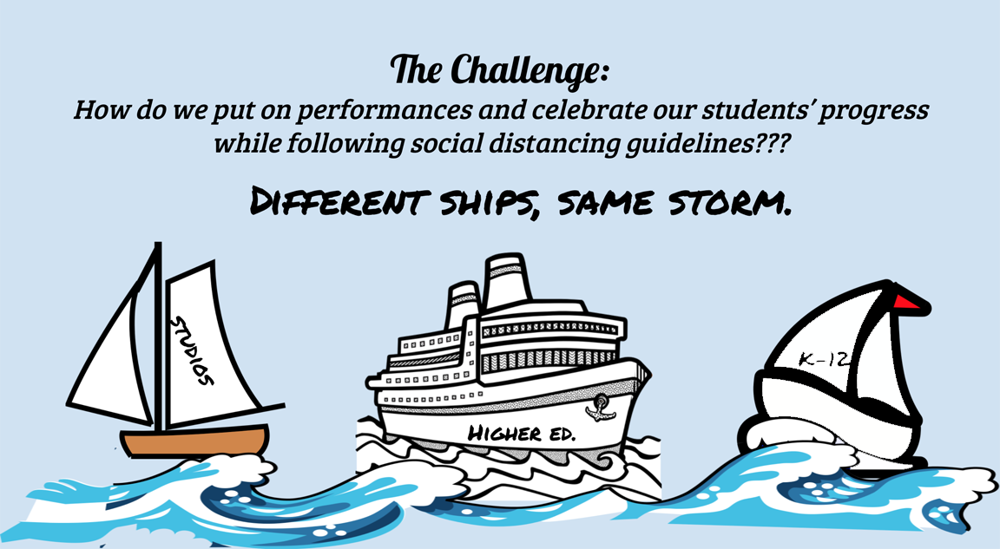 The Challenge:
How do we put on performances and celebrate our students' progress
while following social distancing guidelines???
Different ships, same storm.
Studios
Higher ed.
K-12